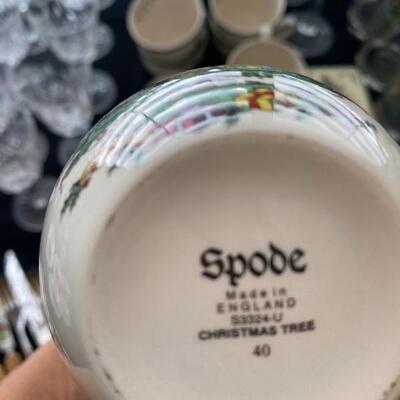 Spode
Made in
ENGLAND
S3324-U
CHRISTMAS TREE
40